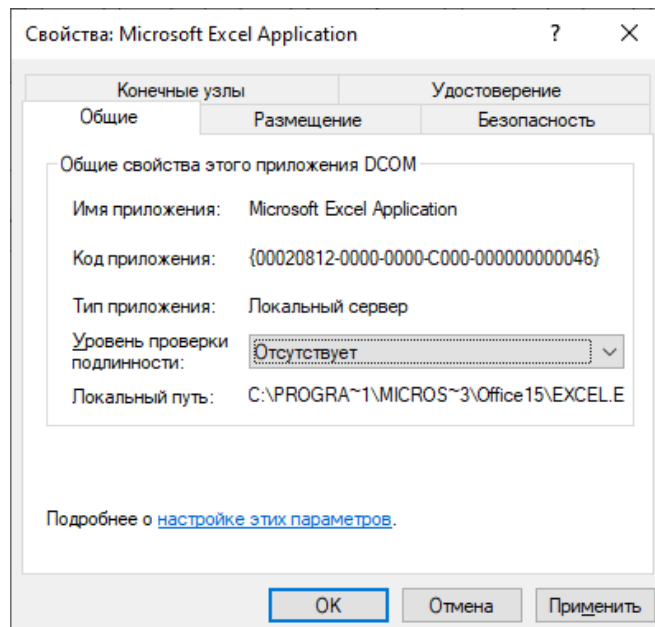 Свойства: Microsoft Excel Application
?
Конечные узлы
Удостоверение
Общие
Размещение
Безопасность
Общие свойства этого приложения DCOM
Имя приложения: Microsoft Excel Application
Код приложения: {00020812-0000-0000-C000-000000000046}
Тип приложения: Локальный сервер
Уровень проверки
подлинности:
Отсутствует
Локальный путь: C:\PROGRA~1\MICROS~3\Office15\EXCEL.E
Подробнее о настройке этих параметров.
OK
Отмена
Применить